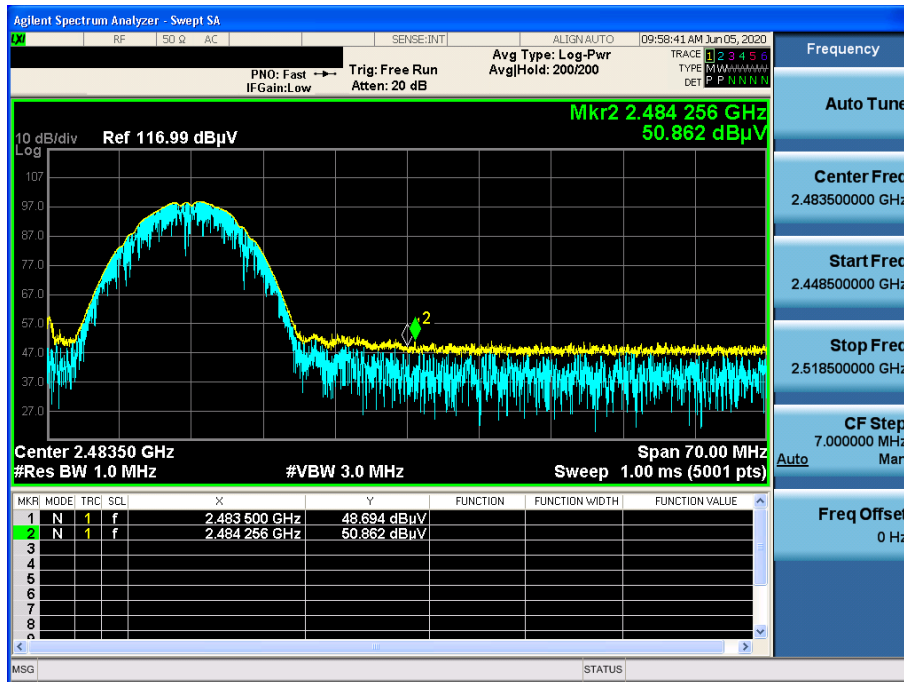 Agilent Spectrum Analyzer - Swept SA
LXI RF 50 Ω AC SENSE:INT ALIGN AUTO 09:58:41 AM Jun 05, 2020
Frequency
PNO: Fast Trig: Free Run Avg Type: Log-Pwr TRACE 1 2 3 4 5 6
IFGain:Low Atten: 20 dB Avg|Hold: 200/200 TYPE M W W W W W
DET P P N N N N
Auto Tune
Mkr2 2.484 256 GHz
50.862 dBµV
10 dB/div Ref 116.99 dBµV
Log
107
97.0
87.0
77.0
67.0
57.0
47.0
37.0
27.0
2
Center 2.48350 GHz Span 70.00 MHz
#Res BW 1.0 MHz #VBW 3.0 MHz Sweep 1.00 ms (5001 pts)
Center Freq
2.483500000 GHz
Start Freq
2.448500000 GHz
Stop Freq
2.518500000 GHz
CF Step
7.000000 MHz
Auto Man
Freq Offset
0 Hz
MKR MODE TRC SCL X Y FUNCTION FUNCTION WIDTH FUNCTION VALUE
1 N 1 f 2.483 500 GHz 48.694 dBµV
2 N 1 f 2.484 256 GHz 50.862 dBµV
3
4
5
6
7
8
MSG STATUS